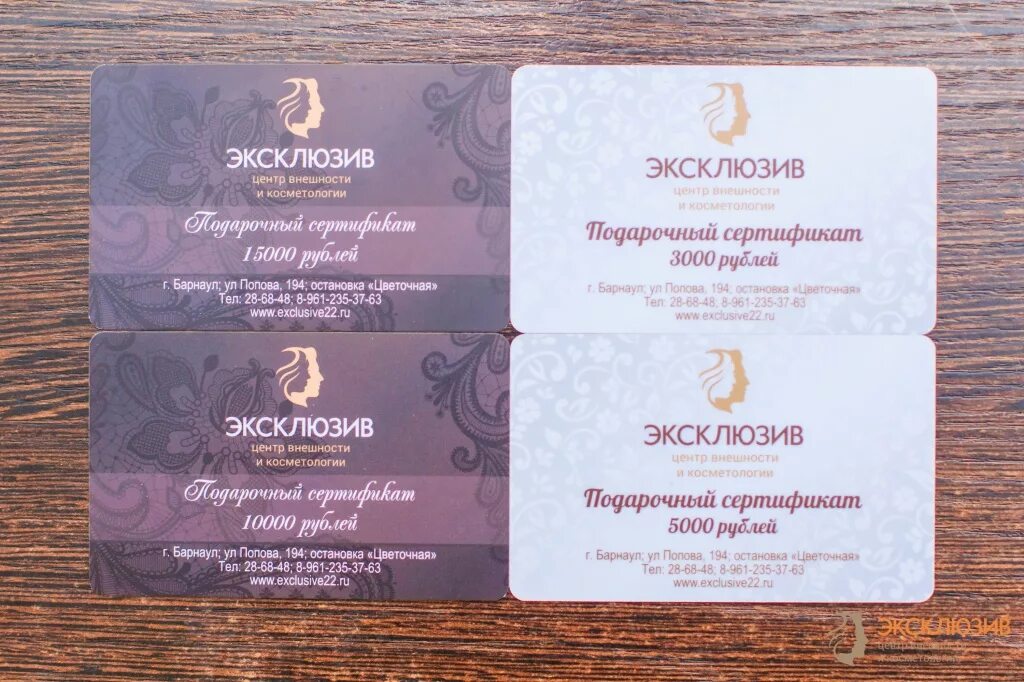 ЭКСКЛЮЗИВ
центр внешности
и косметологии
Подарочный сертификат
15000 рублей
г. Барнаул; ул Попова, 194; остановка «Цветочная»
Тел: 28-68-48; 8-961-235-37-63
www.exclusive22.ru
ЭКСКЛЮЗИВ
центр внешности
и косметологии
Подарочный сертификат
3000 рублей
г. Барнаул; ул Попова, 194; остановка «Цветочная»
Тел: 28-68-48; 8-961-235-37-63
www.exclusive22.ru
ЭКСКЛЮЗИВ
центр внешности
и косметологии
Подарочный сертификат
10000 рублей
г. Барнаул; ул Попова, 194; остановка «Цветочная»
Тел: 28-68-48; 8-961-235-37-63
www.exclusive22.ru
ЭКСКЛЮЗИВ
центр внешности
и косметологии
Подарочный сертификат
5000 рублей
г. Барнаул; ул Попова, 194; остановка «Цветочная»
Тел: 28-68-48; 8-961-235-37-63
www.exclusive22.ru
ЭКСКЛЮЗИВ
центр внешности
и косметологии